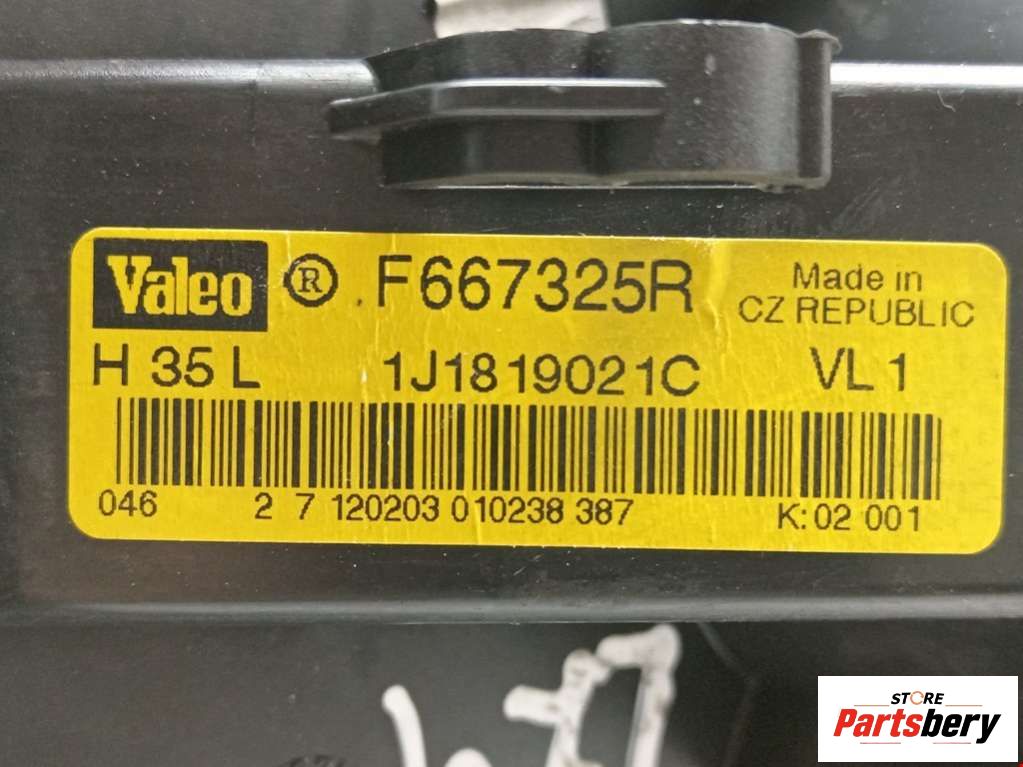 Valeo ® F667325R Made in
CZ REPUBLIC
H 35 L 1J1819021C VL 1
046 2 7 120203 010238 387 K: 02 001
STORE
Partsbery